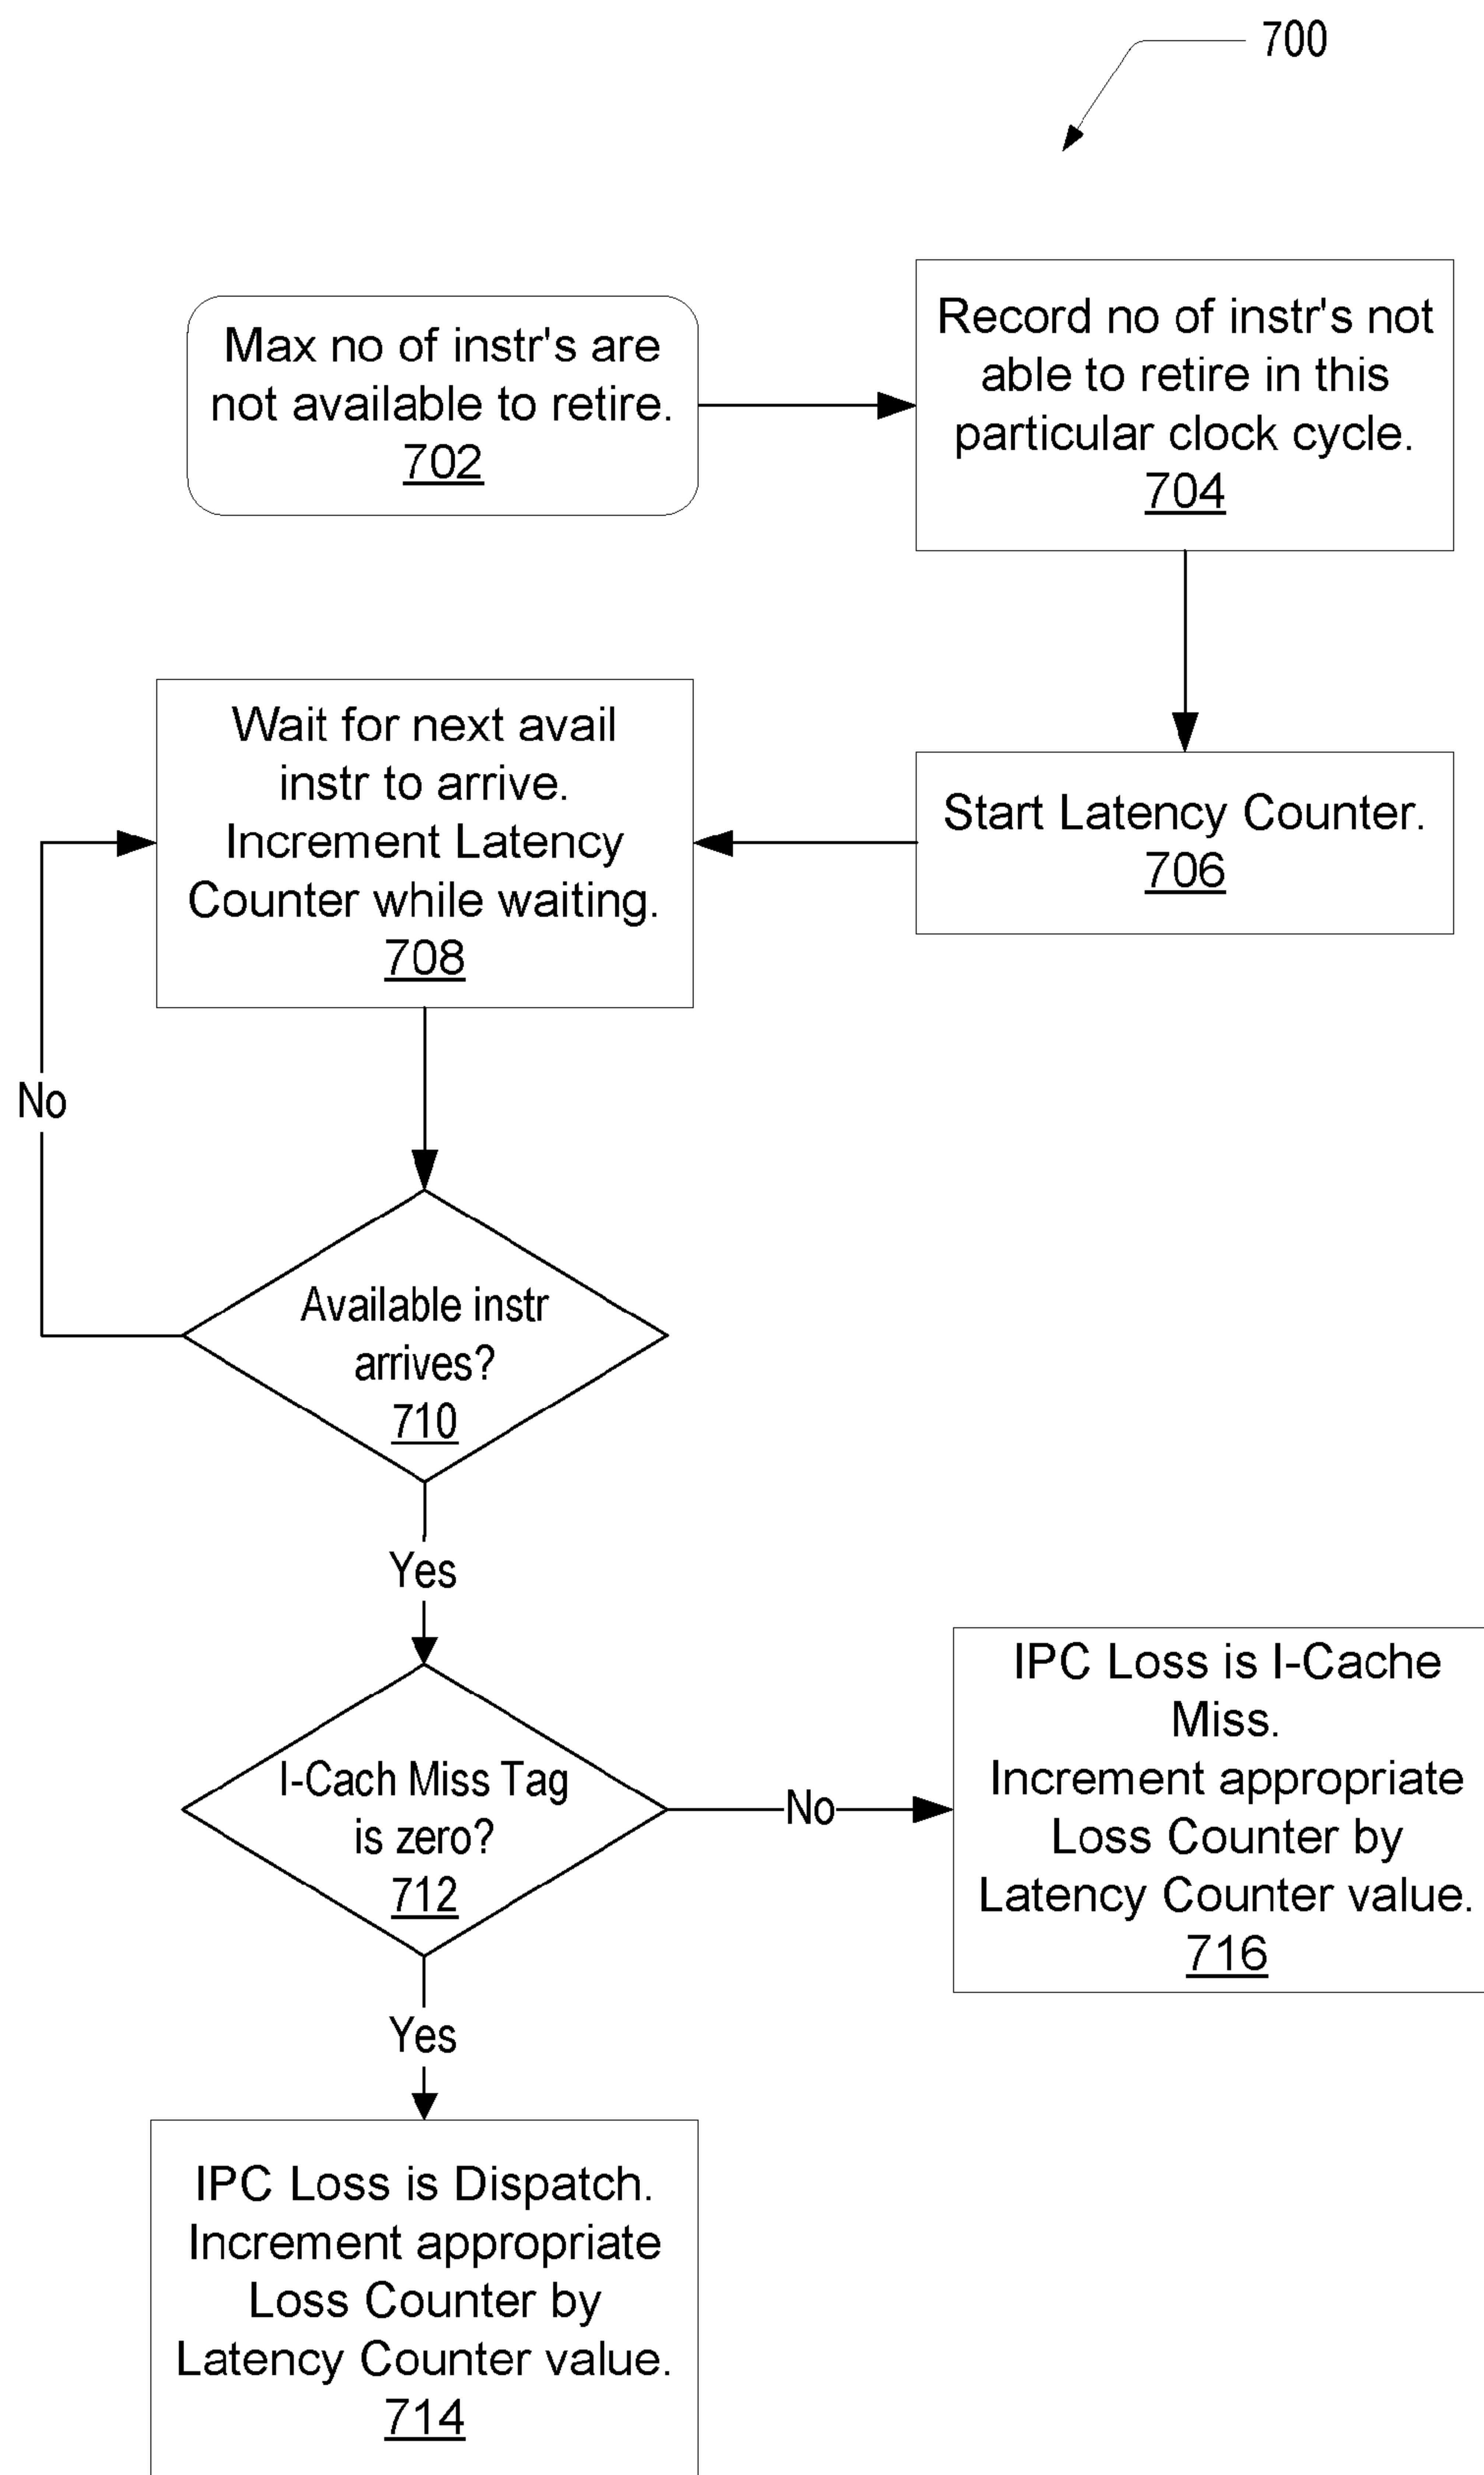 700
Max no of instr's are
not available to retire.
702
Record no of instr's not
able to retire in this
particular clock cycle.
704
Start Latency Counter.
706
Wait for next avail
instr to arrive.
Increment Latency
Counter while waiting.
708
No
Available instr
arrives?
710
Yes
I-Cach Miss Tag
is zero?
712
No
IPC Loss is I-Cache
Miss.
Increment appropriate
Loss Counter by
Latency Counter value.
716
Yes
IPC Loss is Dispatch.
Increment appropriate
Loss Counter by
Latency Counter value.
714